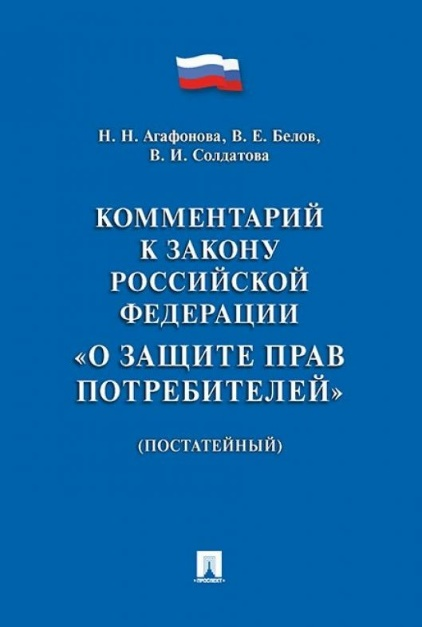 Н. Н. Агафонова, В. Е. Белов,
В. И. Солдатова
КОММЕНТАРИЙ
К ЗАКОНУ
РОССИЙСКОЙ
ФЕДЕРАЦИИ
«О ЗАЩИТЕ ПРАВ
ПОТРЕБИТЕЛЕЙ»
(ПОСТАТЕЙНЫЙ)
•ПРОСПЕКТ•